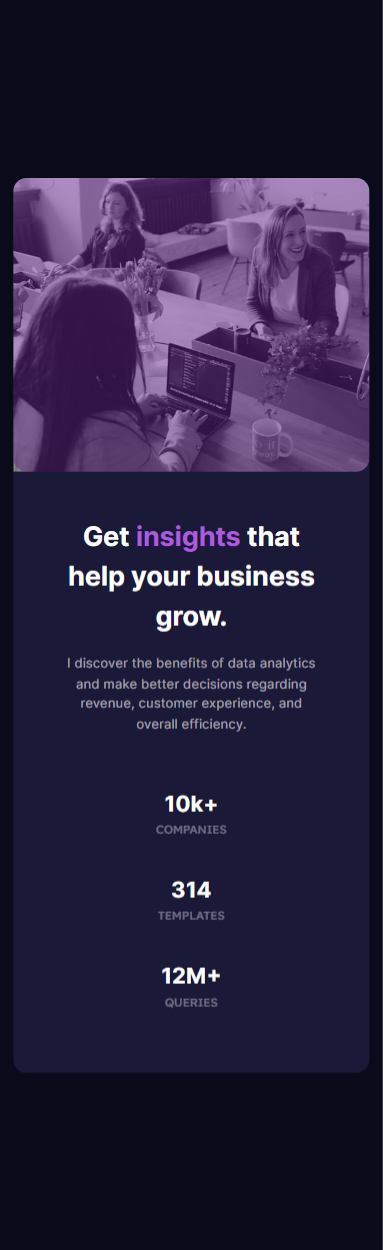 Get insights that
help your business
grow.
I discover the benefits of data analytics
and make better decisions regarding
revenue, customer experience, and
overall efficiency.
10k+
COMPANIES
314
TEMPLATES
12M+
QUERIES